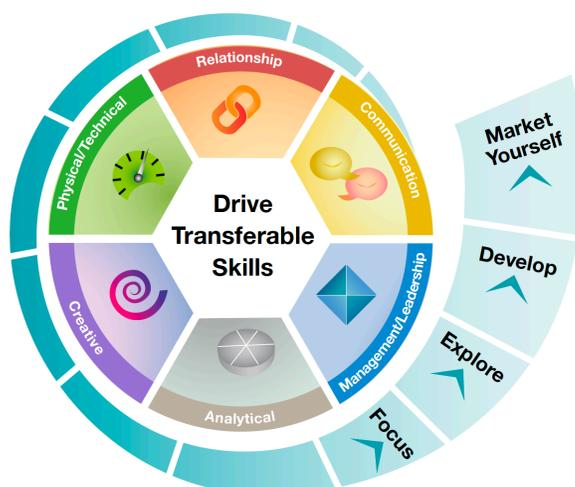 Drive
Transferable
Skills
Relationship
Communication
Management/Leadership
Analytical
Creative
Physical/Technical
Focus
Explore
Develop
Market
Yourself